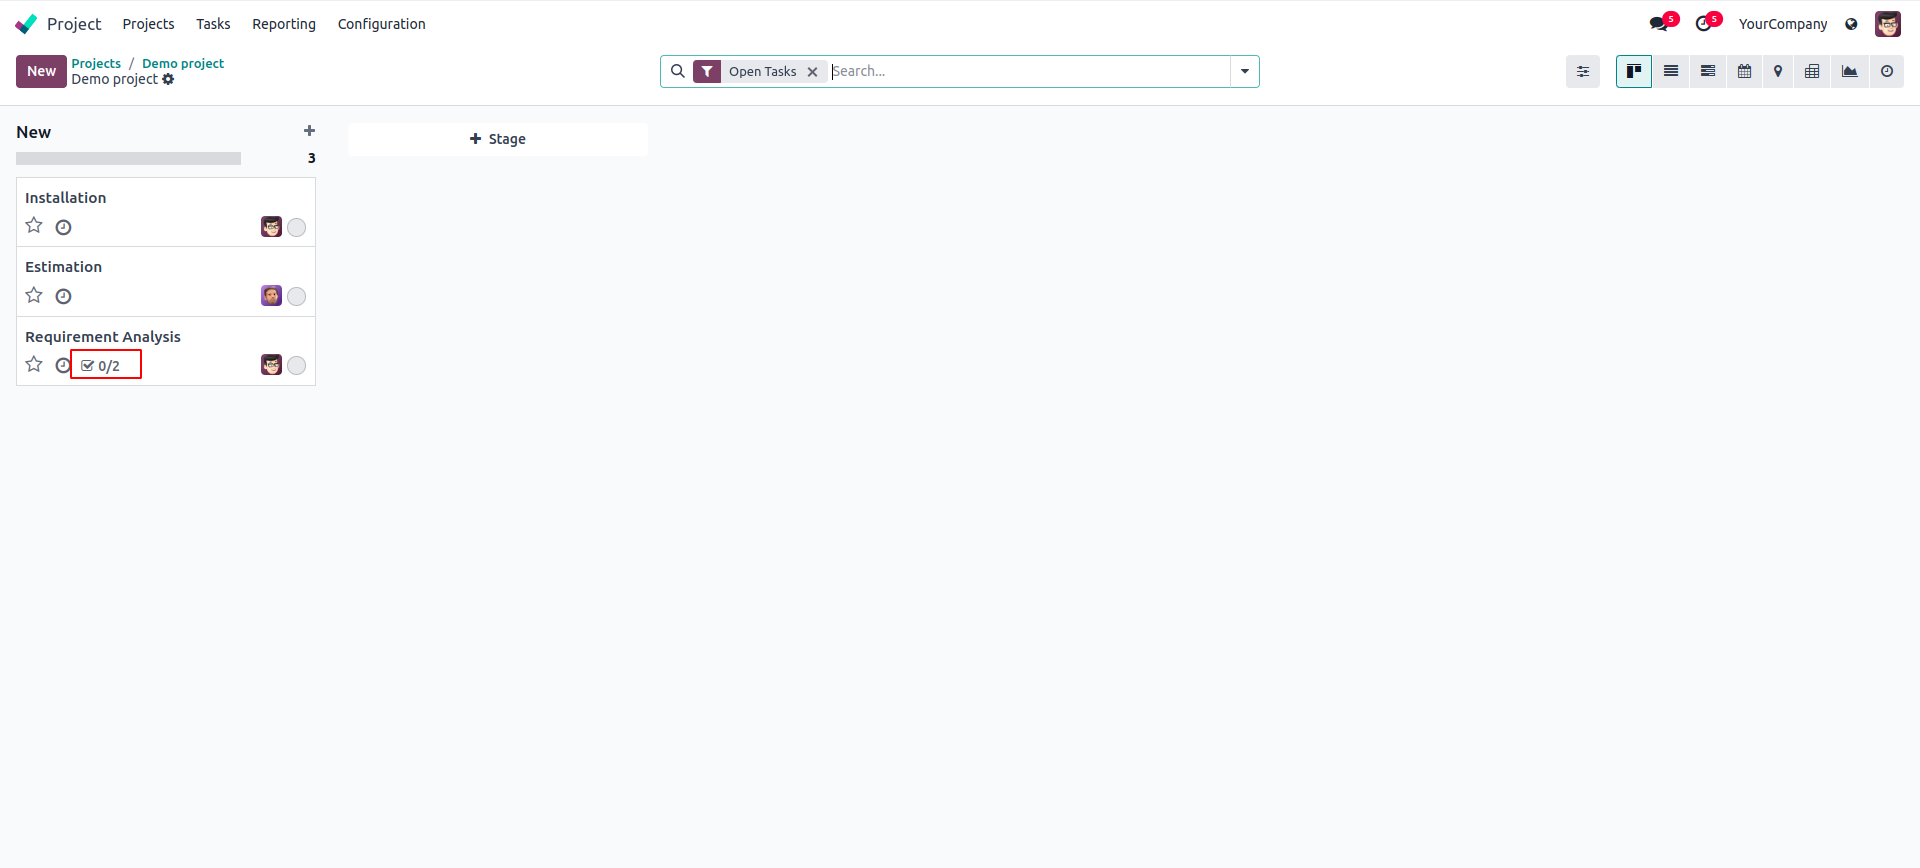 Project Projects Tasks Reporting Configuration 5 5 YourCompany
New Projects / Demo project
Demo project
Open Tasks Search...
New
3
Stage
Installation
Estimation
Requirement Analysis
0/2